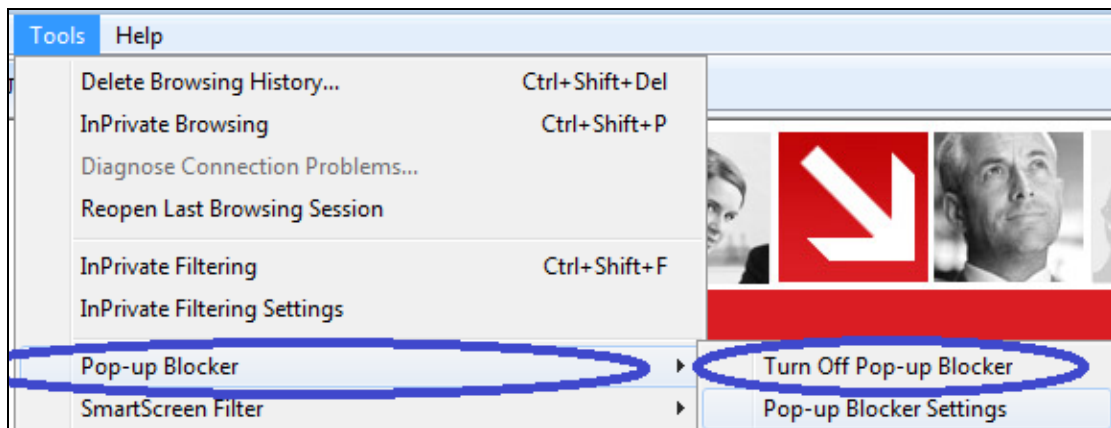 Tools Help
Delete Browsing History... Ctrl+Shift+Del
InPrivate Browsing Ctrl+Shift+P
Diagnose Connection Problems...
Reopen Last Browsing Session
InPrivate Filtering Ctrl+Shift+F
InPrivate Filtering Settings
Pop-up Blocker
Turn Off Pop-up Blocker
SmartScreen Filter
Pop-up Blocker Settings